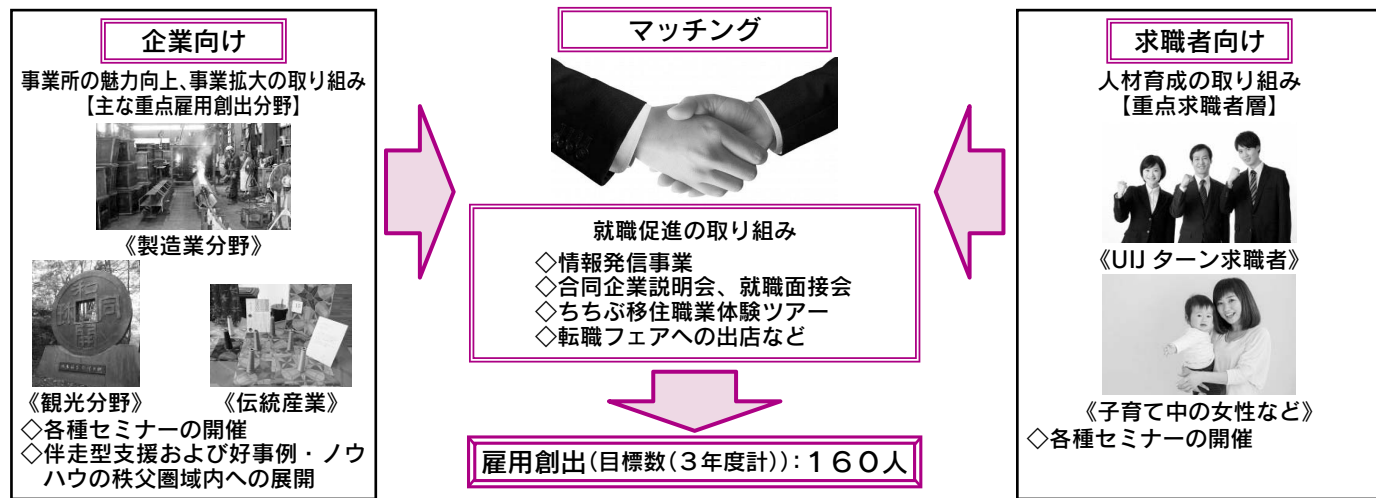 企業向け
事業所の魅力向上、事業拡大の取り組み
【主な重点雇用創出分野】
《製造業分野》
《観光分野》
《伝統産業》
◇各種セミナーの開催
◇伴走型支援および好事例・ノウ
ハウの秩父圏域内への展開
マッチング
就職促進の取り組み
◇情報発信事業
◇合同企業説明会、就職面接会
◇ちちぶ移住職業体験ツアー
◇転職フェアへの出店など
雇用創出(目標数(3年度計)):160人
求職者向け
人材育成の取り組み
【重点求職者層】
《UIJ ターン求職者》
《子育て中の女性など》
◇各種セミナーの開催